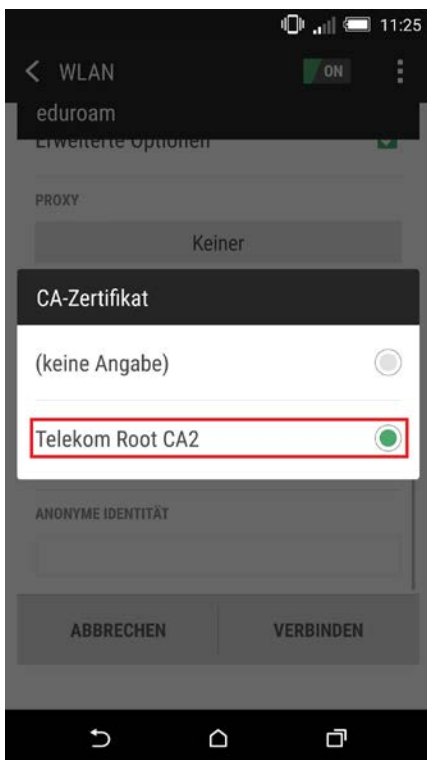 11:25
WLAN
ON
eduroam
Erweiterte Optionen
PROXY
Keiner
CA-Zertifikat
(keine Angabe)
Telekom Root CA2
ANONYME IDENTITÄT
ABBRECHEN VERBINDEN